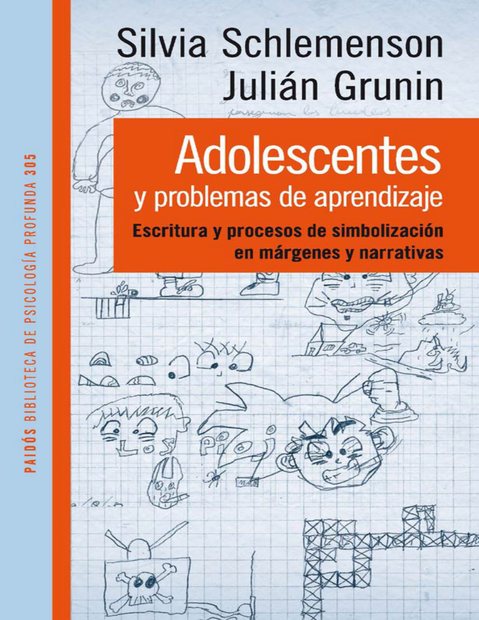 Silvia Schlemenson
Julián Grunin
Adolescentes
y problemas de aprendizaje
Escritura y procesos de simbolización
en márgenes y narrativas
PAIDÓS BIBLIOTECA DE PSICOLOGÍA PROFUNDA 305
Los